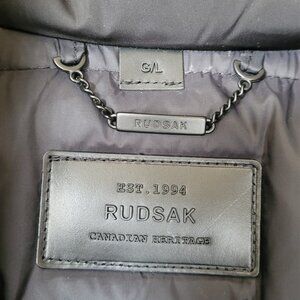 G/L
RUDSAK
EST.1994
RUDSAK
CANADIAN HERITAGE